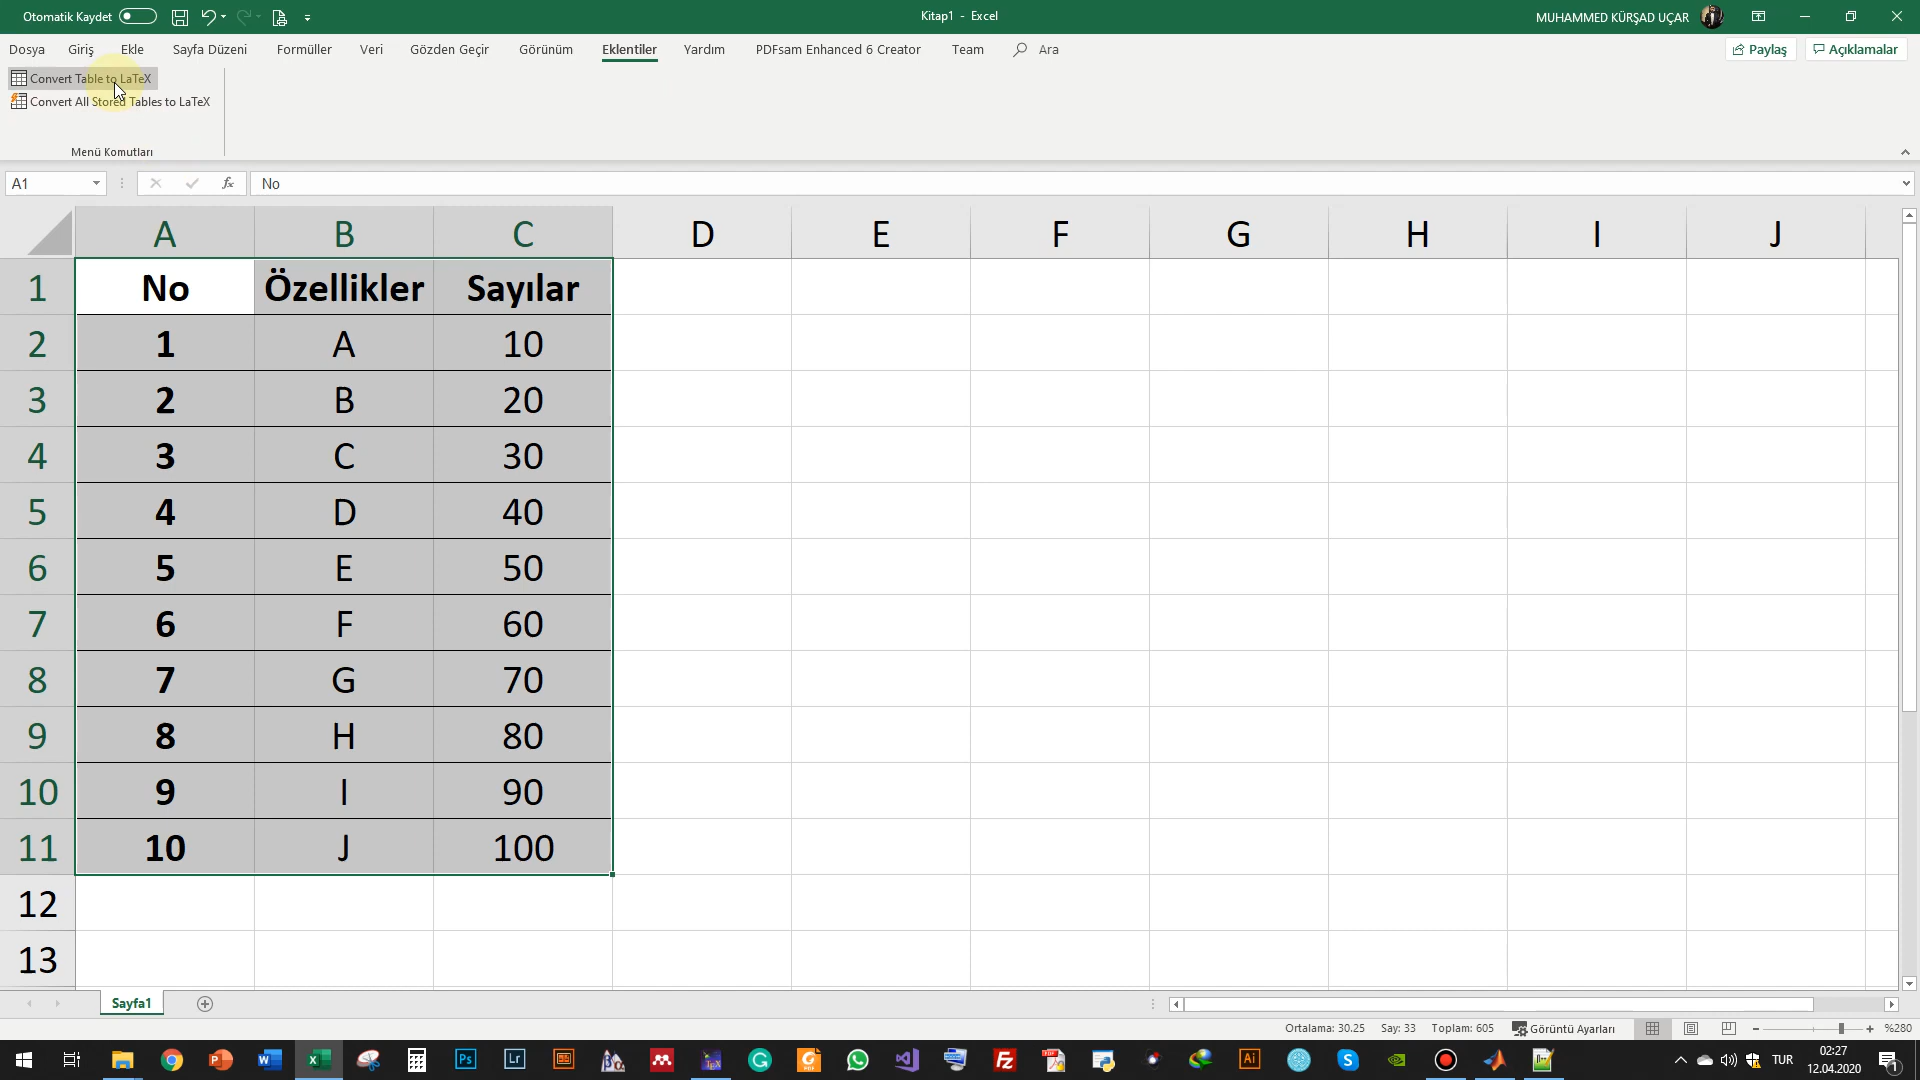 Otomatik Kaydet
Kitap1 - Excel
MUHAMMED KÜRŞAD UÇAR
Dosya Giriş Ekle Sayfa Düzeni Formüller Veri Gözden Geçir Görünüm Eklentiler Yardım PDFsam Enhanced 6 Creator Team Ara Paylaş Açıklamalar
Convert Table to LaTeX
Convert All Stored Tables to LaTeX
Menü Komutları
A1 fx No
A B C D E F G H I J
1 No Özellikler Sayılar
2 1 A 10
3 2 B 20
4 3 C 30
5 4 D 40
6 5 E 50
7 6 F 60
8 7 G 70
9 8 H 80
10 9 I 90
11 10 J 100
12
13
Sayfa1
Ortalama: 30.25 Say: 33 Toplam: 605 Görüntü Ayarları %280
02:27
TUR
12.04.2020